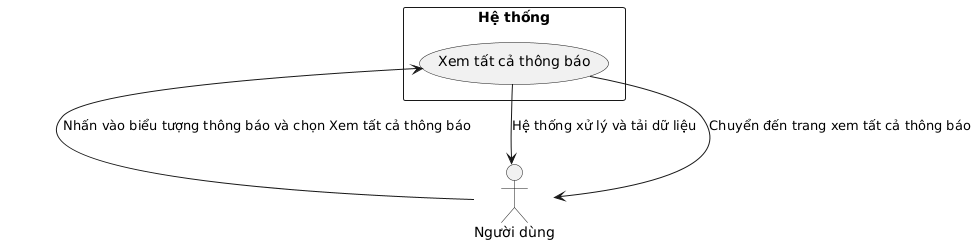 Hệ thống
Xem tất cả thông báo
Nhấn vào biểu tượng thông báo và chọn Xem tất cả thông báo
Hệ thống xử lý và tải dữ liệu
Chuyển đến trang xem tất cả thông báo
Người dùng